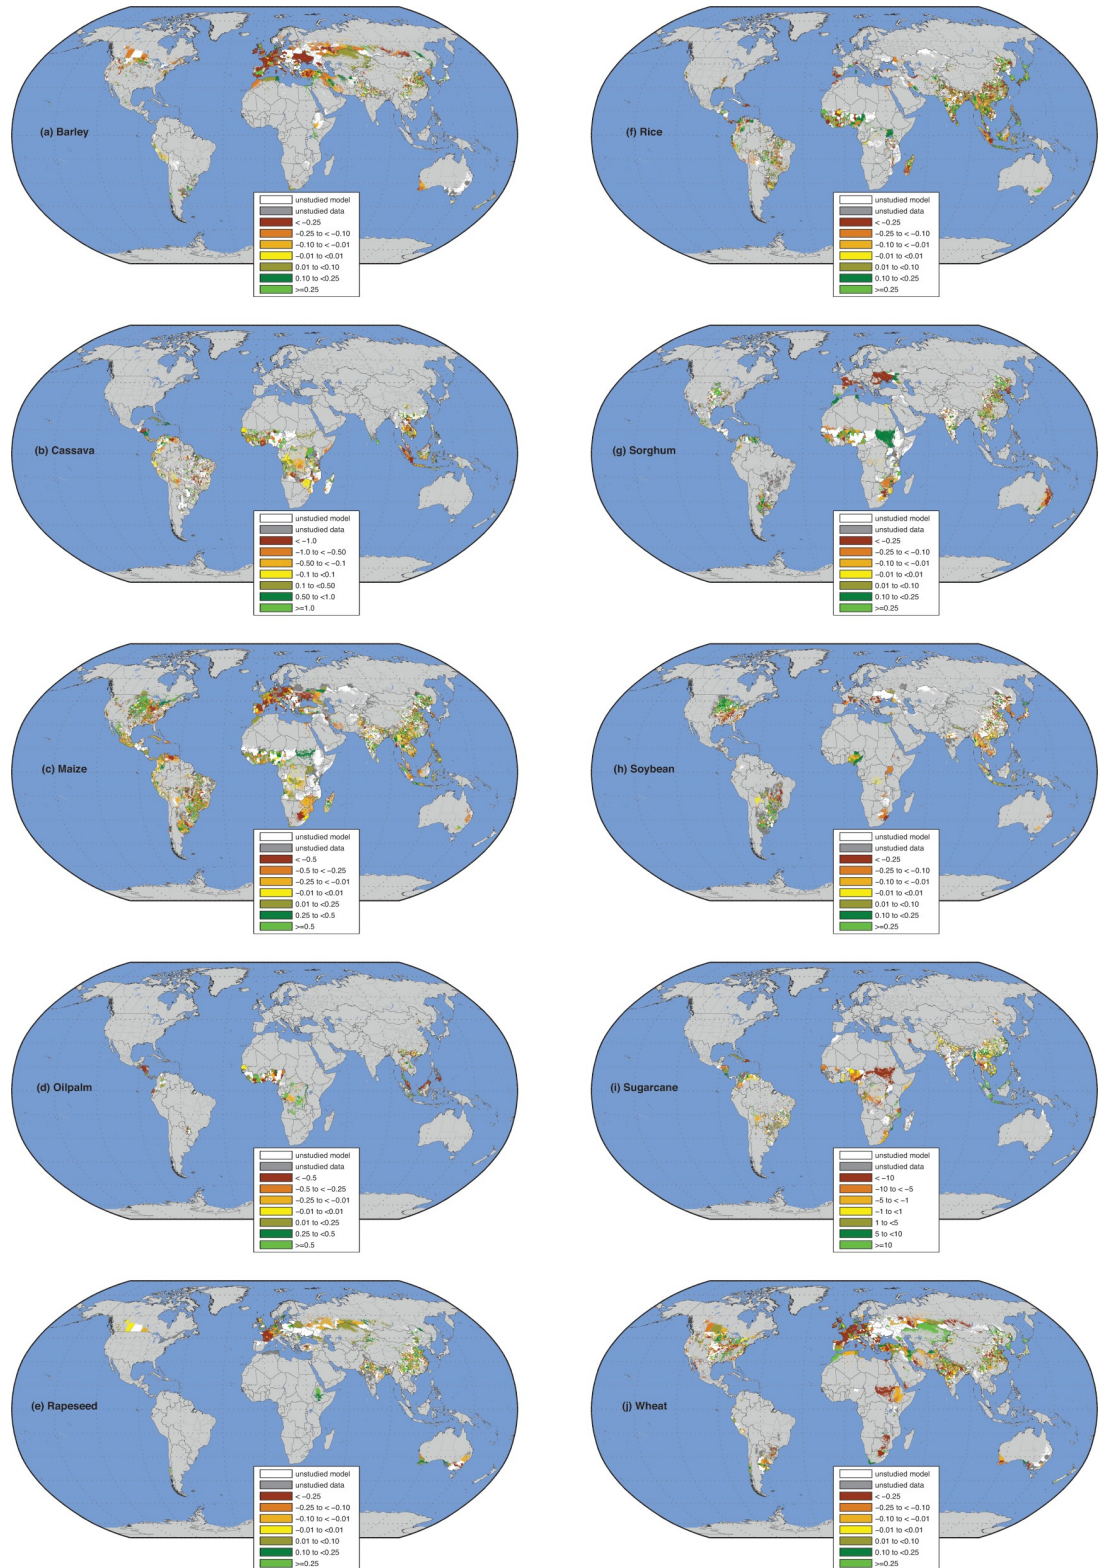 (a) Barley
unstudied model
unstudied data
< −0.25
−0.25 to < −0.10
−0.10 to < −0.01
−0.01 to <0.01
0.01 to <0.10
0.10 to <0.25
>=0.25
(f) Rice
unstudied model
unstudied data
< −0.25
−0.25 to < −0.10
−0.10 to < −0.01
−0.01 to <0.01
0.01 to <0.10
0.10 to <0.25
>=0.25
(b) Cassava
unstudied model
unstudied data
< −1.0
−1.0 to < −0.50
−0.50 to < −0.1
−0.1 to <0.1
0.1 to <0.50
0.50 to <1.0
>=1.0
(g) Sorghum
unstudied model
unstudied data
< −0.25
−0.25 to < −0.10
−0.10 to < −0.01
−0.01 to <0.01
0.01 to <0.10
0.10 to <0.25
>=0.25
(c) Maize
unstudied model
unstudied data
< −0.5
−0.5 to < −0.25
−0.25 to < −0.01
−0.01 to <0.01
0.01 to <0.25
0.25 to <0.5
>=0.5
(h) Soybean
unstudied model
unstudied data
< −0.25
−0.25 to < −0.10
−0.10 to < −0.01
−0.01 to <0.01
0.01 to <0.10
0.10 to <0.25
>=0.25
(d) Oilpalm
unstudied model
unstudied data
< −0.5
−0.5 to < −0.25
−0.25 to < −0.01
−0.01 to <0.01
0.01 to <0.25
0.25 to <0.5
>=0.5
(i) Sugarcane
unstudied model
unstudied data
< −10
−10 to < −5
−5 to < −1
−1 to <1
1 to <5
5 to <10
>=10
(e) Rapeseed
unstudied model
unstudied data
< −0.25
−0.25 to < −0.10
−0.10 to < −0.01
−0.01 to <0.01
0.01 to <0.10
0.10 to <0.25
>=0.25
(j) Wheat
unstudied model
unstudied data
< −0.25
−0.25 to < −0.10
−0.10 to < −0.01
−0.01 to <0.01
0.01 to <0.10
0.10 to <0.25
>=0.25